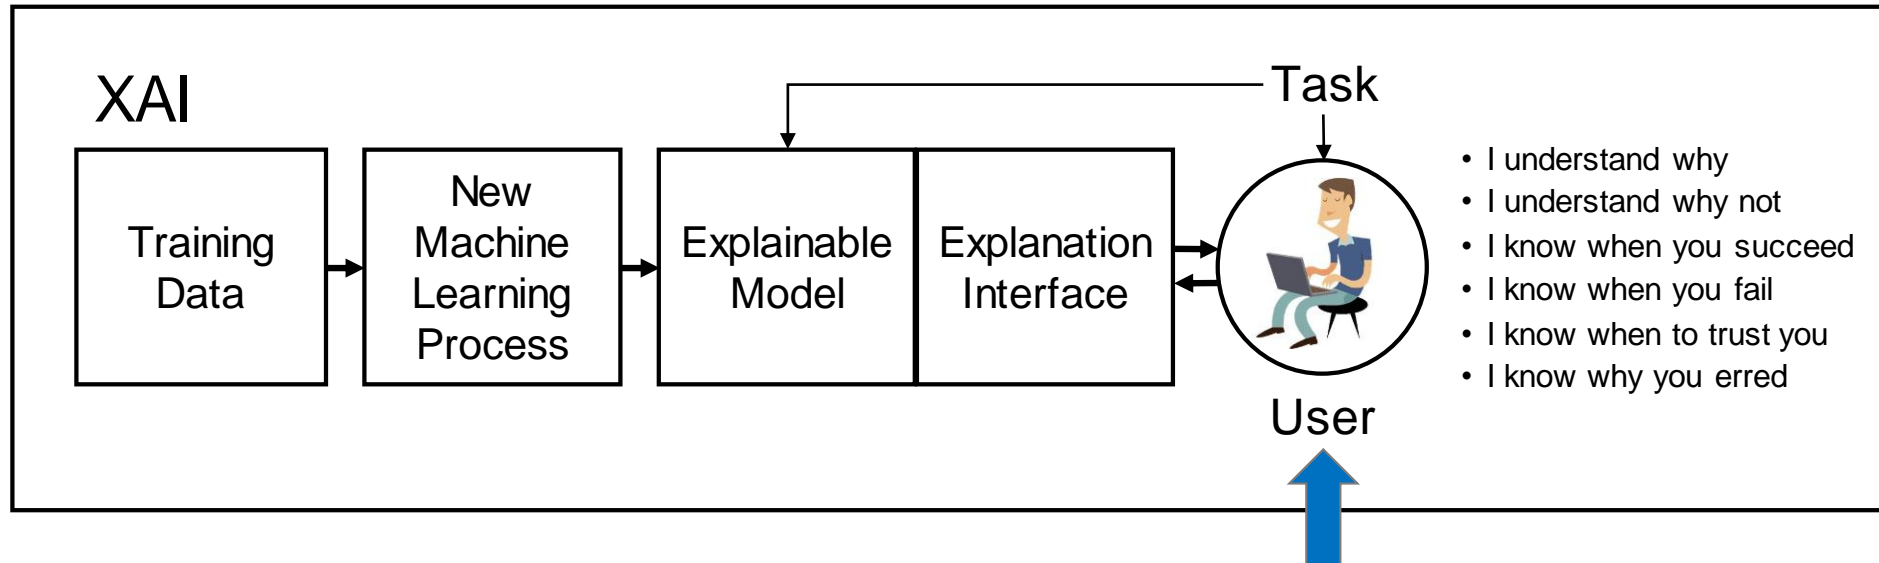 XAI
Task
Training
Data
New
Machine
Learning
Process
Explainable
Model
Explanation
Interface
User
• I understand why
• I understand why not
• I know when you succeed
• I know when you fail
• I know when to trust you
• I know why you erred